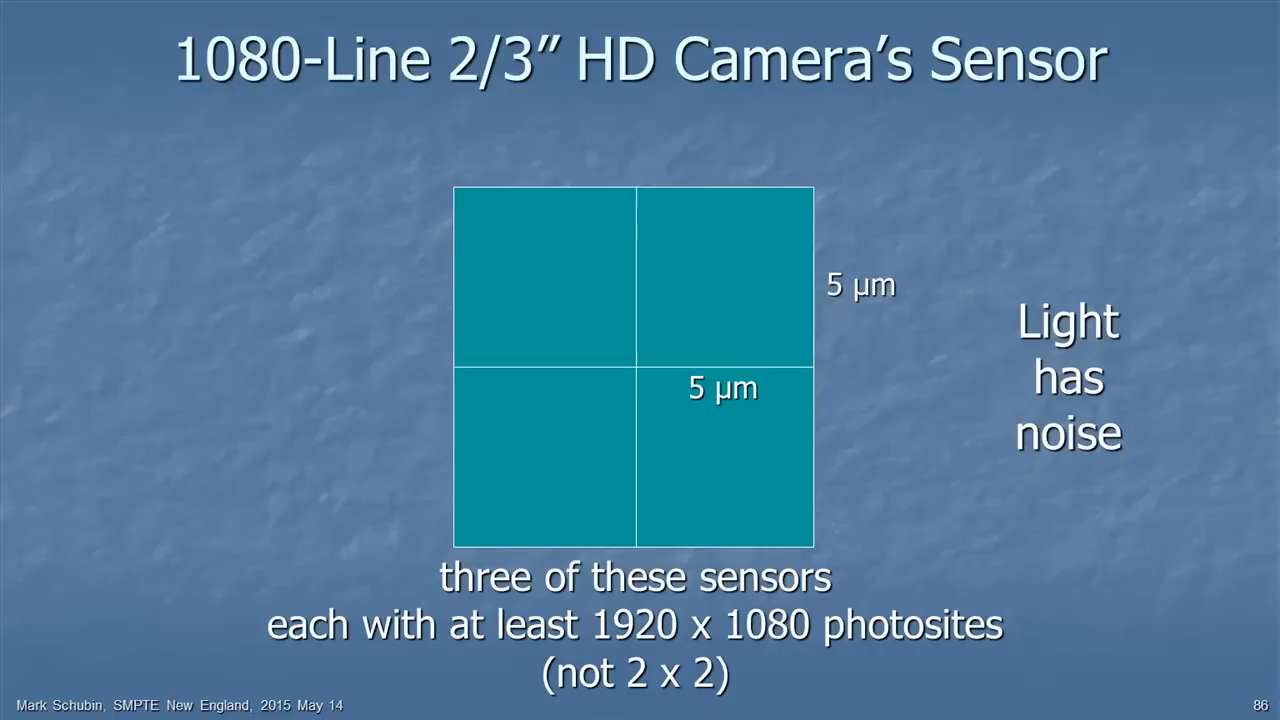 1080-Line 2/3” HD Camera’s Sensor
5 µm
5 µm
Light
has
noise
three of these sensors
each with at least 1920 x 1080 photosites
(not 2 x 2)
Mark Schubin, SMPTE New England, 2015 May 14
86